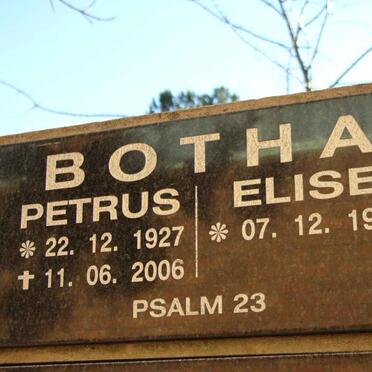 BOTHA
PETRUS
❋ 22. 12. 1927
✝ 11. 06. 2006
ELISE
❋ 07. 12. 19
PSALM 23